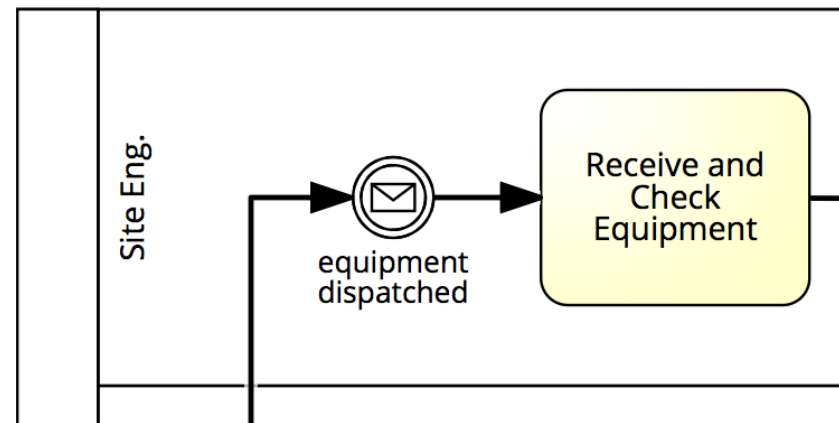 Site Eng.
equipment
dispatched
Receive and
Check
Equipment